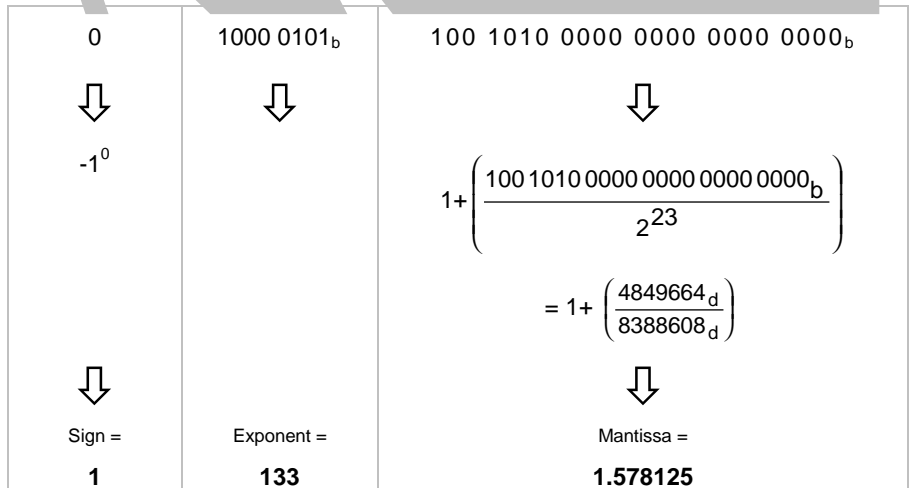 0 1000 0101b 100 1010 0000 0000 0000 0000b
-1^0
1+ ( 100 1010 0000 0000 0000 0000b / 2^23 )
= 1+ ( 4849664d / 8388608d )
Sign = Exponent = Mantissa =
1 133 1.578125